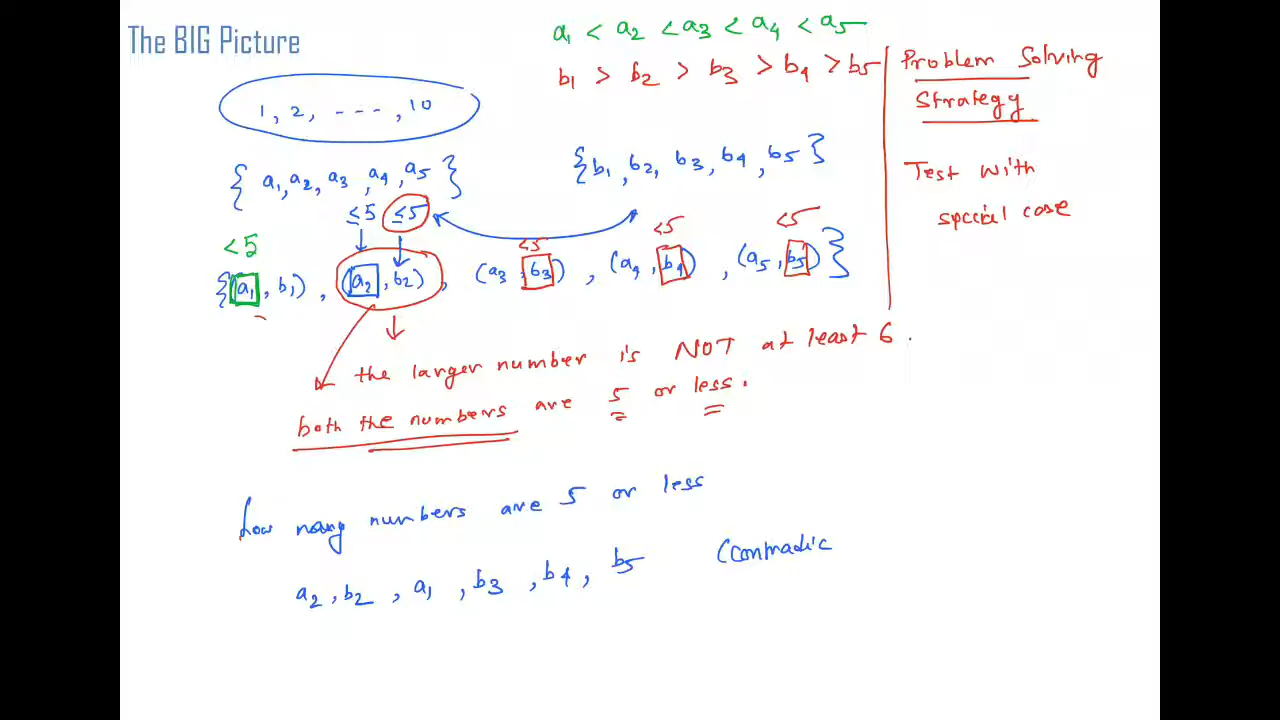 The BIG Picture
a1 < a2 < a3 < a4 < a5
b1 > b2 > b3 > b4 > b5
Problem Solving
Strategy
Test with
special case
1, 2, - - - -, 10
{ a1, a2, a3, a4, a5 }
{ b1, b2, b3, b4, b5 }
≤5 ≤5
<5 <5 <5 <5
{(a1, b1), (a2, b2), (a3, b3), (a4, b4), (a5, b5)}
the larger number is NOT at least 6.
both the numbers are 5 or less.
how many numbers are 5 or less
a2, b2, a1, b3, b4, b5 (contradic